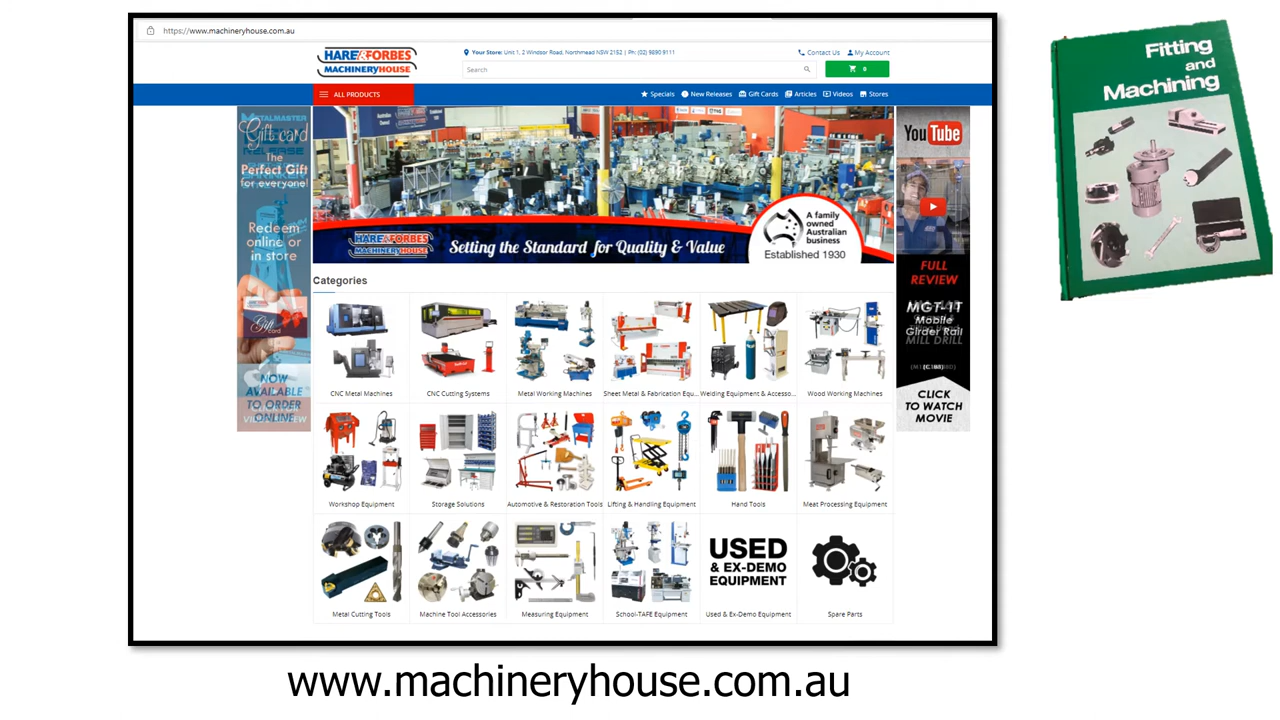 https://www.machineryhouse.com.au
HARE & FORBES
MACHINERYHOUSE
Your Store: Unit 1, 2 Windsor Road, Northmead NSW 2152 | Ph: (02) 9890 9111
Contact Us
My Account
Search
0
ALL PRODUCTS
Specials
New Releases
Gift Cards
Articles
Videos
Stores
METALMASTER
Gift card
The
Perfect Gift
for everyone!
Redeem
online or
in store
Gift
card
NOW
AVAILABLE
TO ORDER
ONLINE
HARE & FORBES
MACHINERYHOUSE
Setting the Standard for Quality & Value
A family
owned
Australian
business
Established 1930
YouTube
FULL
REVIEW
MGT-1T
Mobile
Girder Rail
MILL DRILL
CLICK
TO WATCH
MOVIE
Categories
CNC Metal Machines
CNC Cutting Systems
Metal Working Machines
Sheet Metal & Fabrication Equ...
Welding Equipment & Accesso...
Wood Working Machines
Workshop Equipment
Storage Solutions
Automotive & Restoration Tools
Lifting & Handling Equipment
Hand Tools
Meat Processing Equipment
USED
& EX-DEMO
EQUIPMENT
Metal Cutting Tools
Machine Tool Accessories
Measuring Equipment
School-TAFE Equipment
Used & Ex-Demo Equipment
Spare Parts
Fitting
and
Machining
www.machineryhouse.com.au